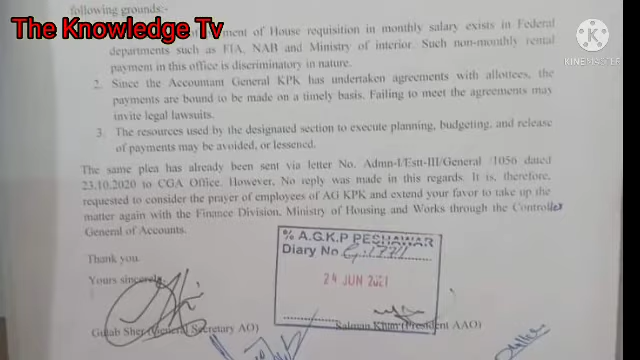 following grounds:-
The Knowledge Tv
ment of House requisition in monthly salary exists in Federal
departments such as FIA, NAB and Ministry of interior. Such non-monthly rental
payment in this office is discriminatory in nature.
2. Since the Accountant General KPK has undertaken agreements with allottees, the
payments are bound to be made on a timely basis. Failing to meet the agreements may
invite legal lawsuits.
3. The resources used by the designated section to execute planning, budgeting, and release
of payments may be avoided, or lessened.
The same plea has already been sent via letter No. Admn-I/Estt-III/General /1056 dated
23.10.2020 to CGA Office. However, No reply was made in this regards. It is, therefore,
requested to consider the prayer of employees of AG KPK and extend your favor to take up the
matter again with the Finance Division, Ministry of Housing and Works through the Controller
General of Accounts.
Thank you.
Yours sincerely
Gulab Sher (General Secretary AO)
% A.G.K.P PESHAWAR
Diary No
24 JUN 2021
Salman Khan (President AAO)
KINEMASTER